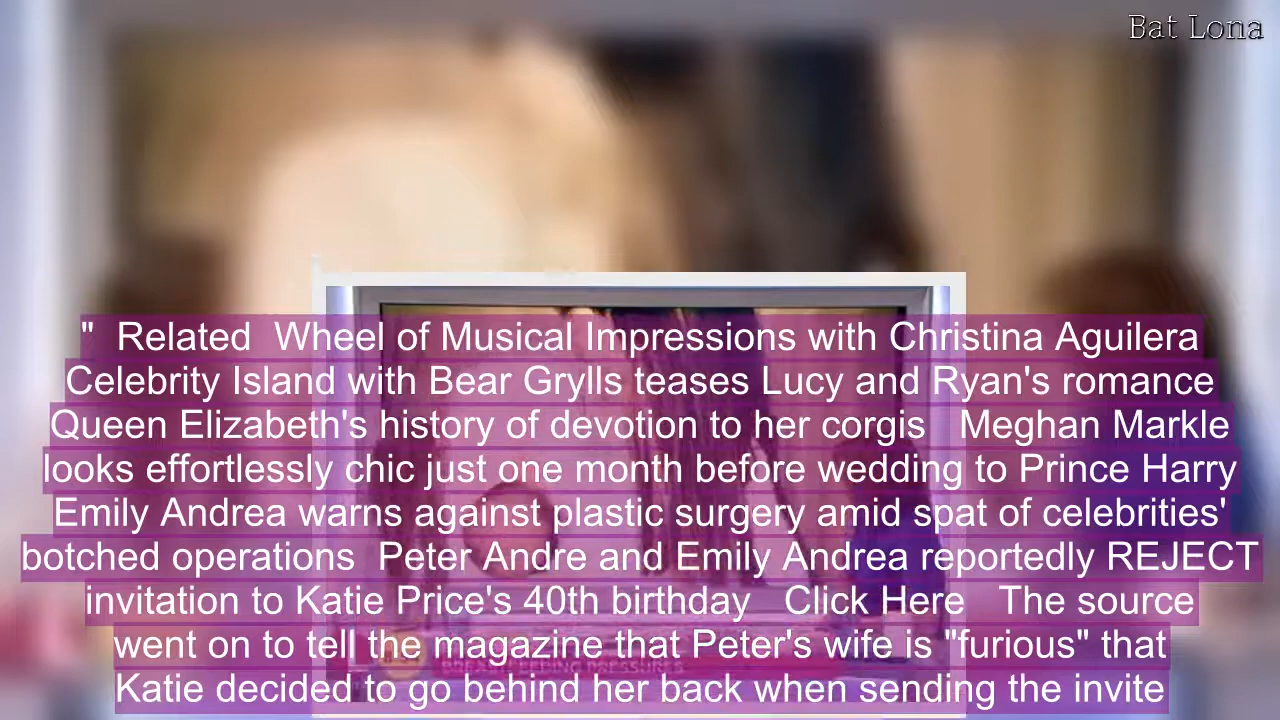 Bat Lona
" Related Wheel of Musical Impressions with Christina Aguilera
Celebrity Island with Bear Grylls teases Lucy and Ryan's romance
Queen Elizabeth's history of devotion to her corgis Meghan Markle
looks effortlessly chic just one month before wedding to Prince Harry
Emily Andrea warns against plastic surgery amid spat of celebrities'
botched operations Peter Andre and Emily Andrea reportedly REJECT
invitation to Katie Price's 40th birthday Click Here The source
went on to tell the magazine that Peter's wife is "furious" that
BREASTFEEDING PRESSURES
Katie decided to go behind her back when sending the invite